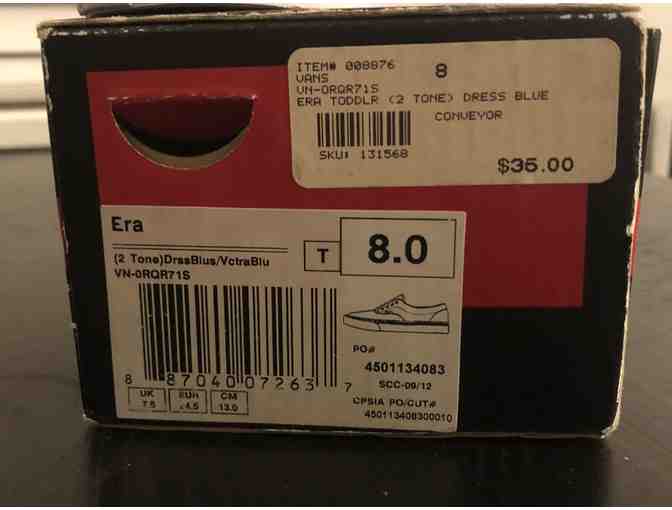 ITEM# 008876
8
VANS
VN-0RQR71S
ERA TODDLR (2 TONE) DRESS BLUE
CONVEYOR
SKU# 131568
$35.00
Era
(2 Tone)DrssBlus/VctraBlu
VN-0RQR71S
T
8.0
PO#
4501134083
SCC-09/12
CPSIA PO/CUT#
450113408300010
8 87040 07263 7
UK
7.5
EUR
CM
13.0